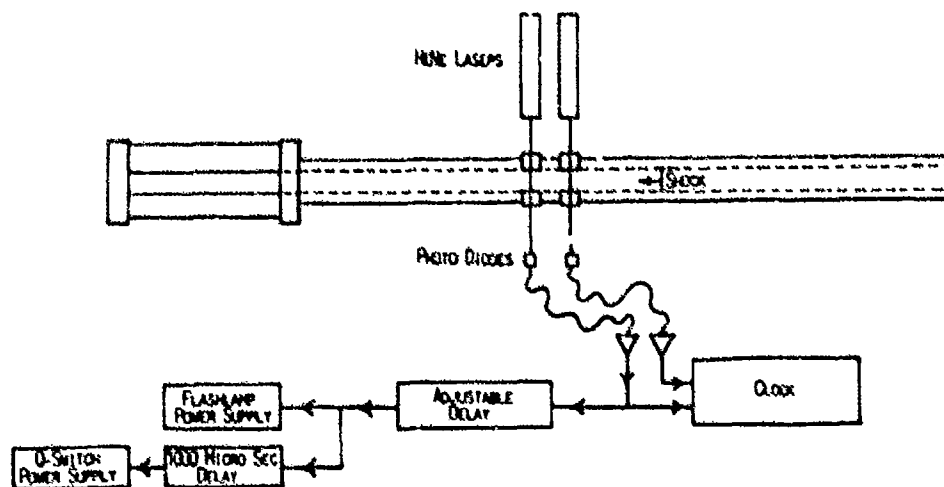 HeNe LASERS
SHOCK
PHOTO DIODES
CLOCK
ADJUSTABLE
DELAY
FLASHLAMP
POWER SUPPLY
1000 MICRO SEC
DELAY
Q-SWITCH
POWER SUPPLY